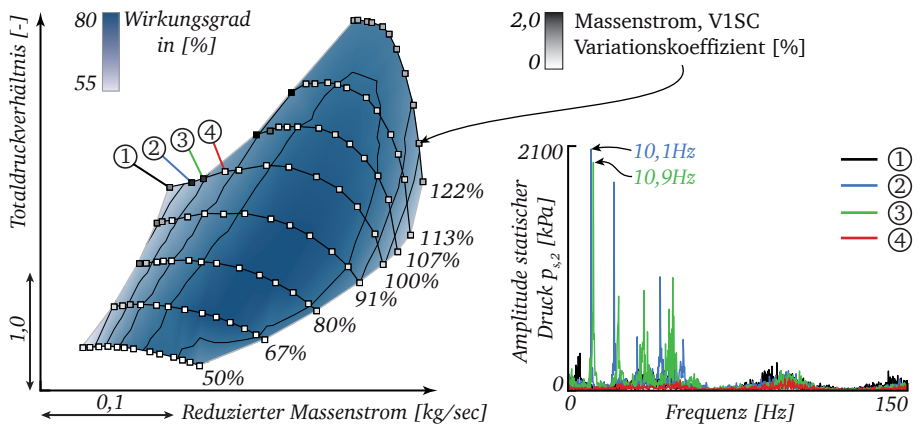 Totaldruckverhältnis [-]
80
55
Wirkungsgrad
in [%]
2,0
0
Massenstrom, V1SC
Variationskoeffizient [%]
1
2
3
4
122%
113%
107%
100%
91%
80%
67%
50%
1,0
0,1
Reduzierter Massenstrom [kg/sec]
Amplitude statischer
Druck p s,2 [kPa]
2100
0
10,1Hz
10,9Hz
1
2
3
4
0
Frequenz [Hz]
150